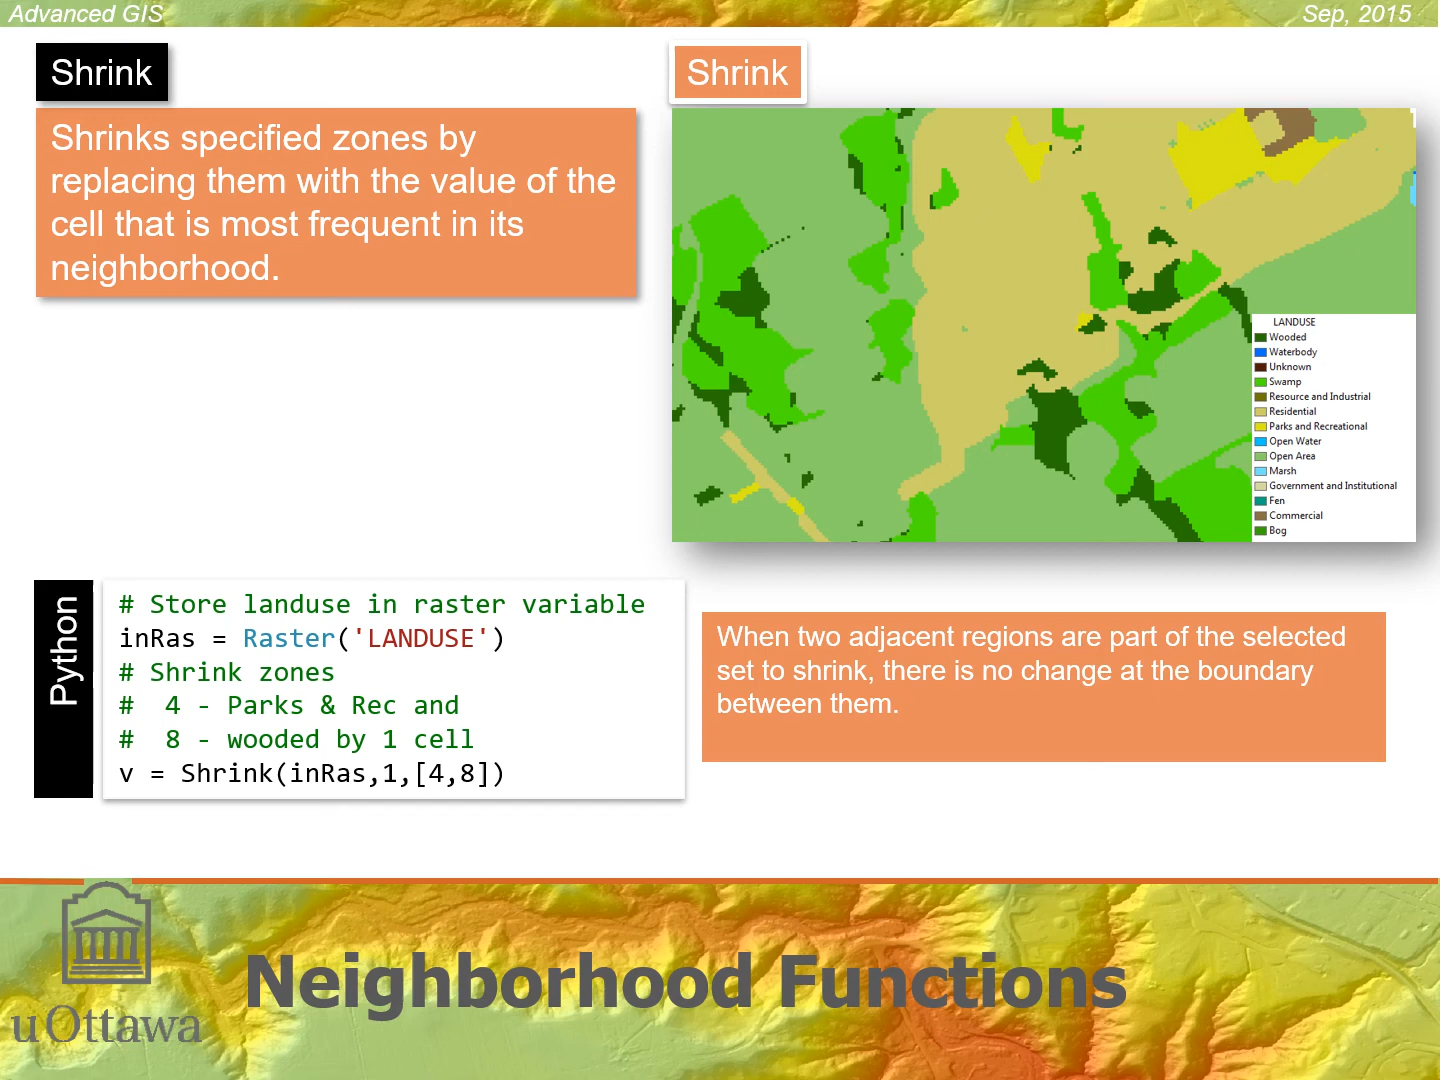 Advanced GIS
Sep, 2015
Shrink
Shrinks specified zones by
replacing them with the value of the
cell that is most frequent in its
neighborhood.
Shrink
LANDUSE
Wooded
Waterbody
Unknown
Swamp
Resource and Industrial
Residential
Parks and Recreational
Open Water
Open Area
Marsh
Government and Institutional
Fen
Commercial
Bog
Python
# Store landuse in raster variable
inRas = Raster('LANDUSE')
# Shrink zones
#  4 - Parks & Rec and
#  8 - wooded by 1 cell
v = Shrink(inRas,1,[4,8])
When two adjacent regions are part of the selected
set to shrink, there is no change at the boundary
between them.
Neighborhood Functions
uOttawa